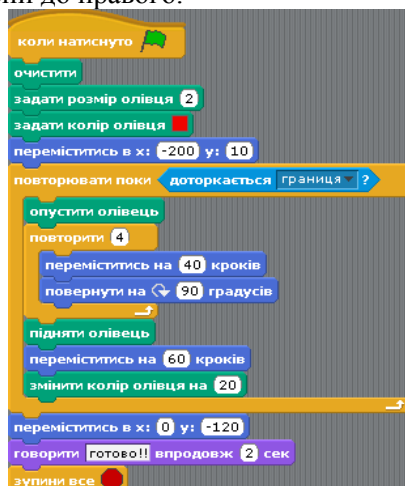 до правого.
коли натиснуто
очистити
задати розмір олівця 2
задати колір олівця
переміститись в x: -200 y: 10
повторювати поки доторкається границя ?
опустити олівець
повторити 4
переміститись на 40 кроків
повернути на 90 градусів
підняти олівець
переміститись на 60 кроків
змінити колір олівця на 20
переміститись в x: 0 y: -120
говорити готово!! впродовж 2 сек
зупини все